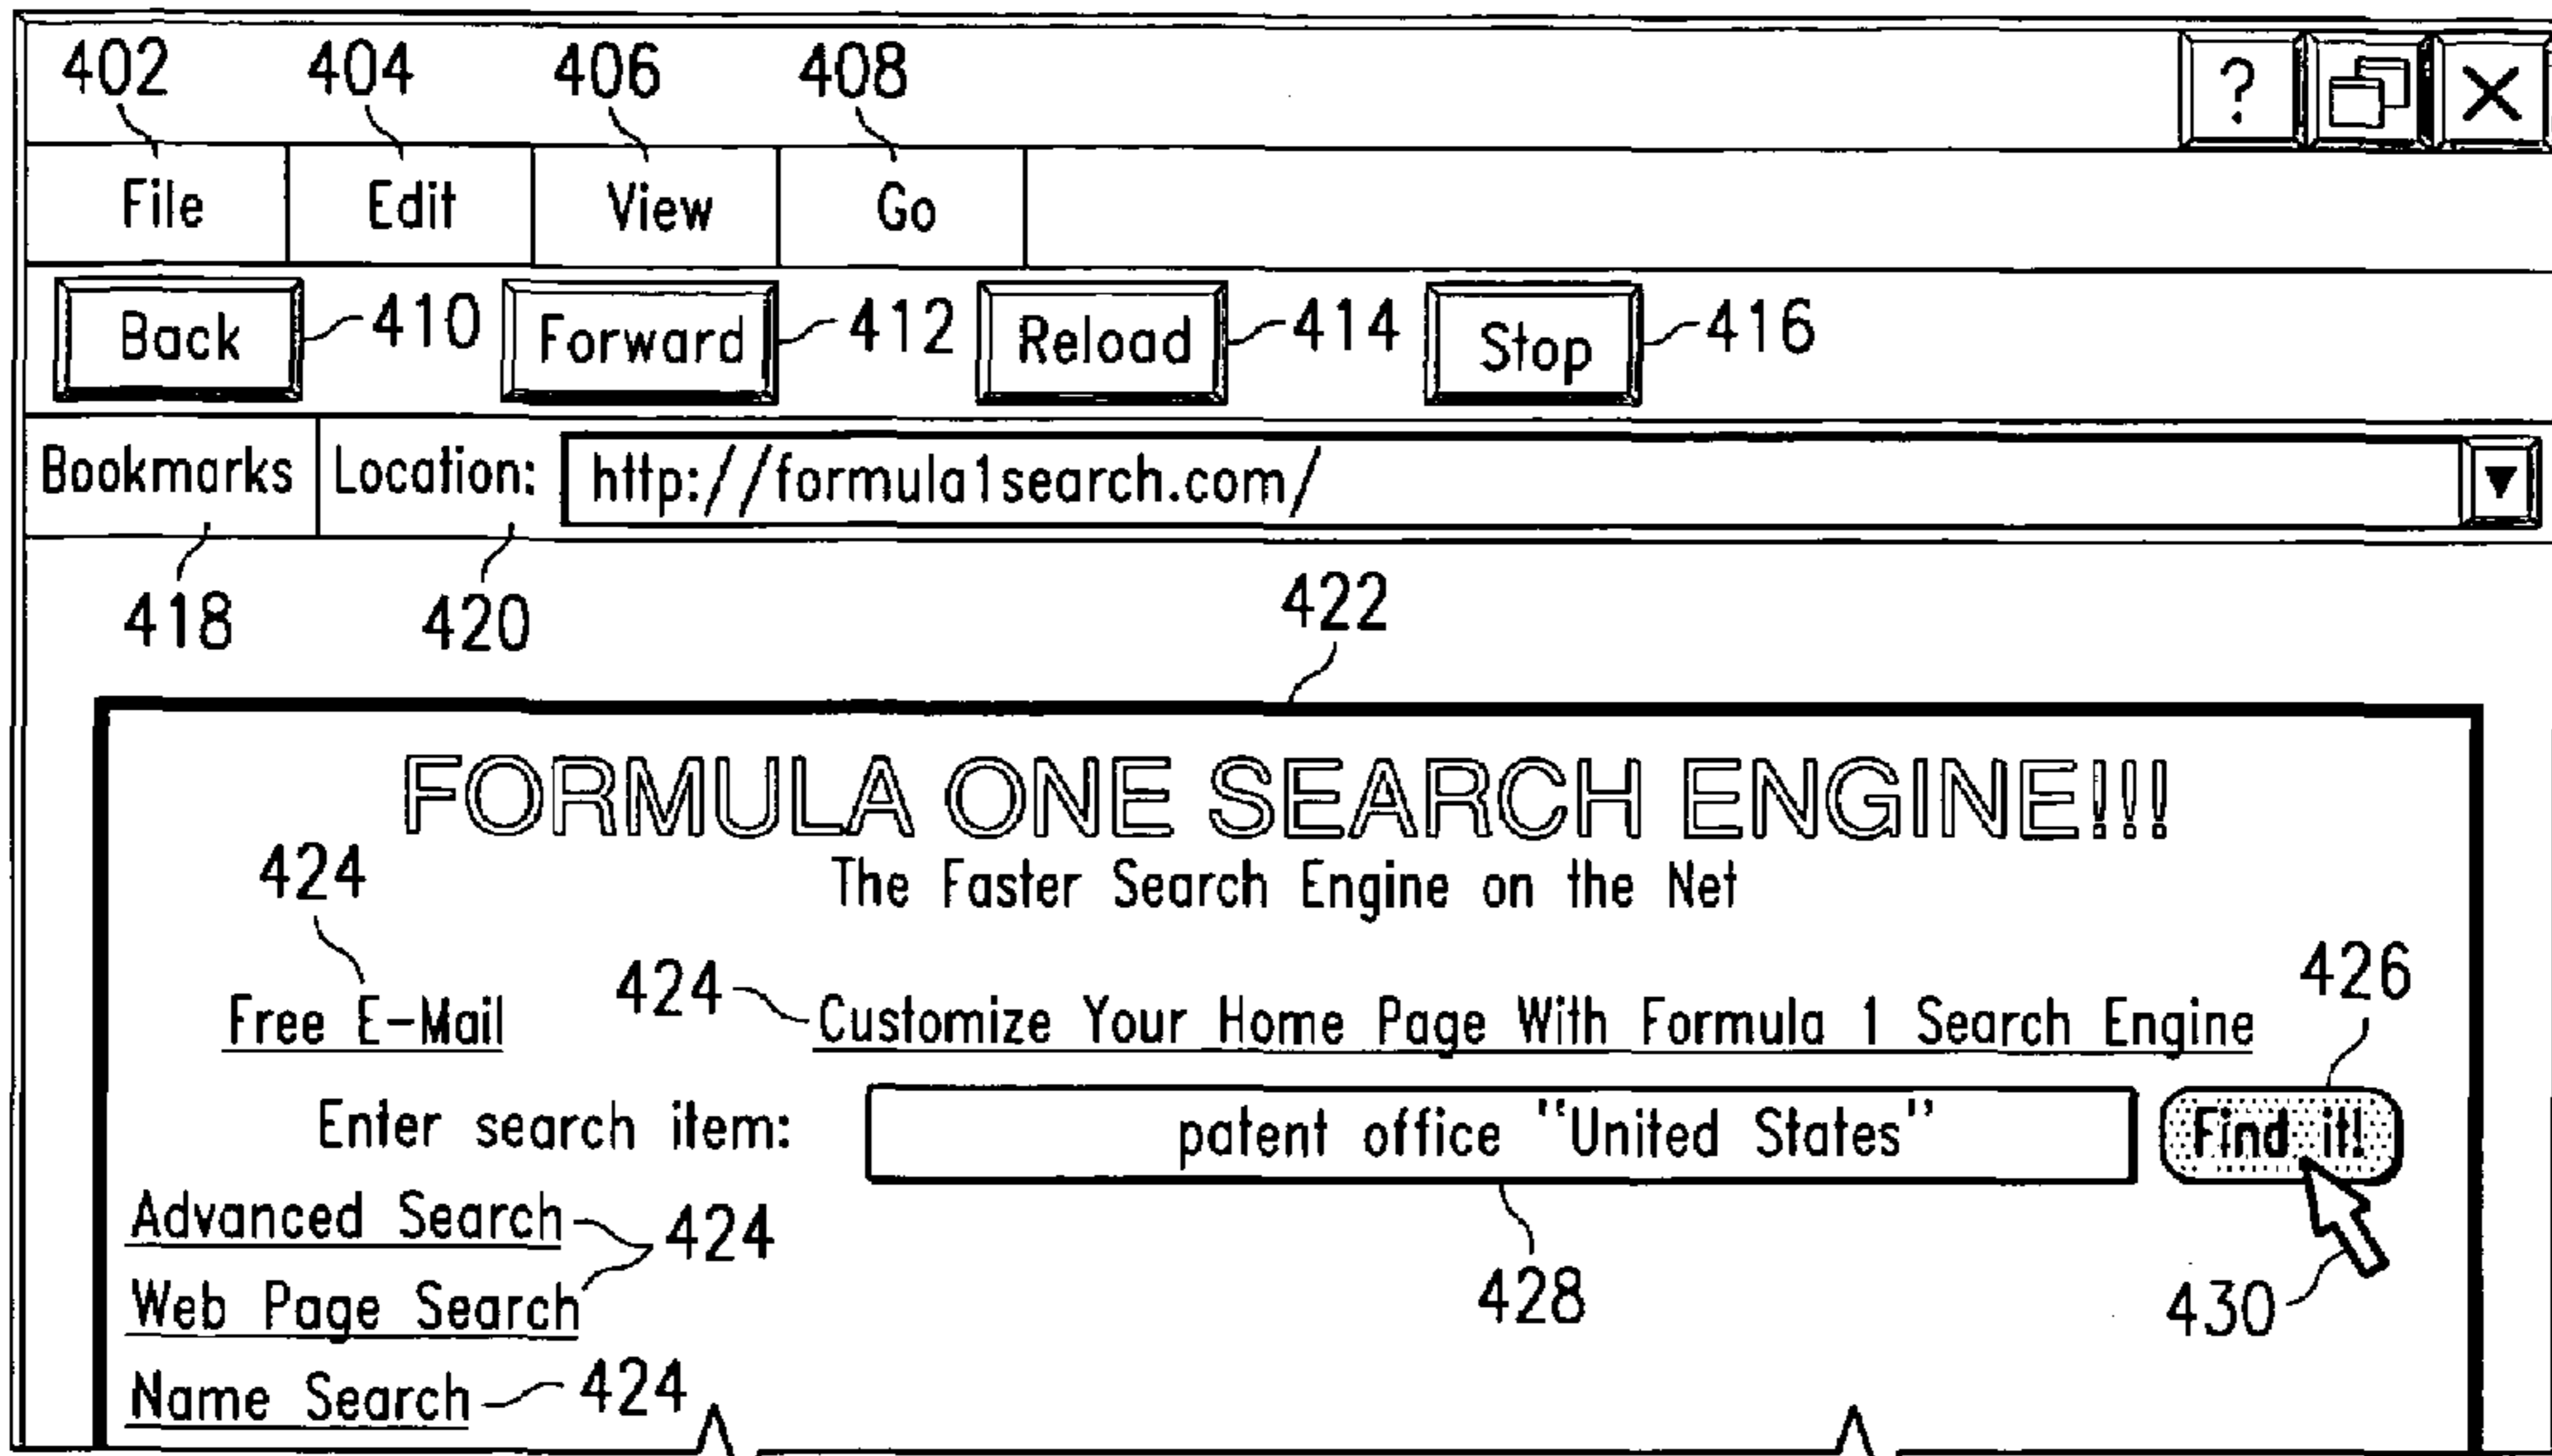 402 404 406 408 ?
File Edit View Go
Back 410 Forward 412 Reload 414 Stop 416
Bookmarks Location: http://formula1search.com/
418 420 422
FORMULA ONE SEARCH ENGINE!!!
The Faster Search Engine on the Net
424
Free E-Mail 424 Customize Your Home Page With Formula 1 Search Engine 426
Enter search item: patent office "United States" Find it!
Advanced Search 424
Web Page Search 428 430
Name Search 424